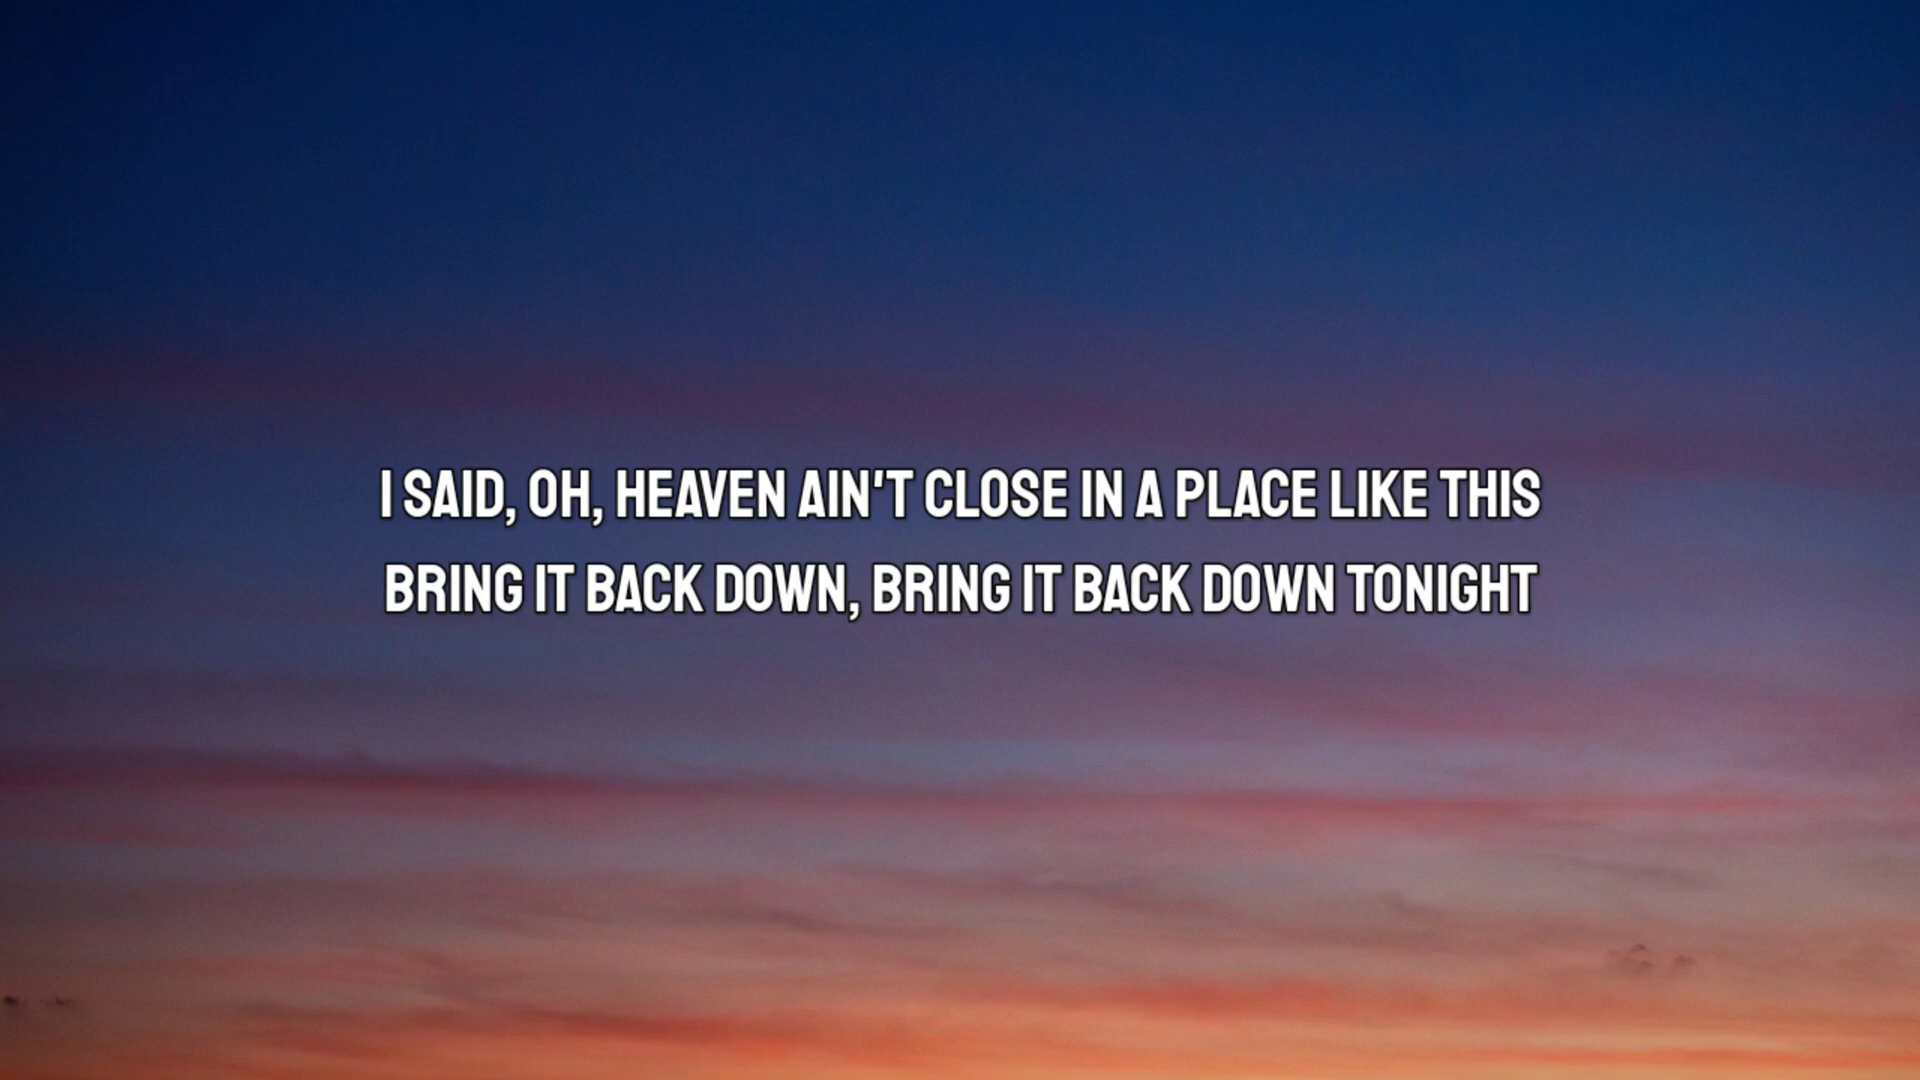 I SAID, OH, HEAVEN AIN'T CLOSE IN A PLACE LIKE THIS
BRING IT BACK DOWN, BRING IT BACK DOWN TONIGHT